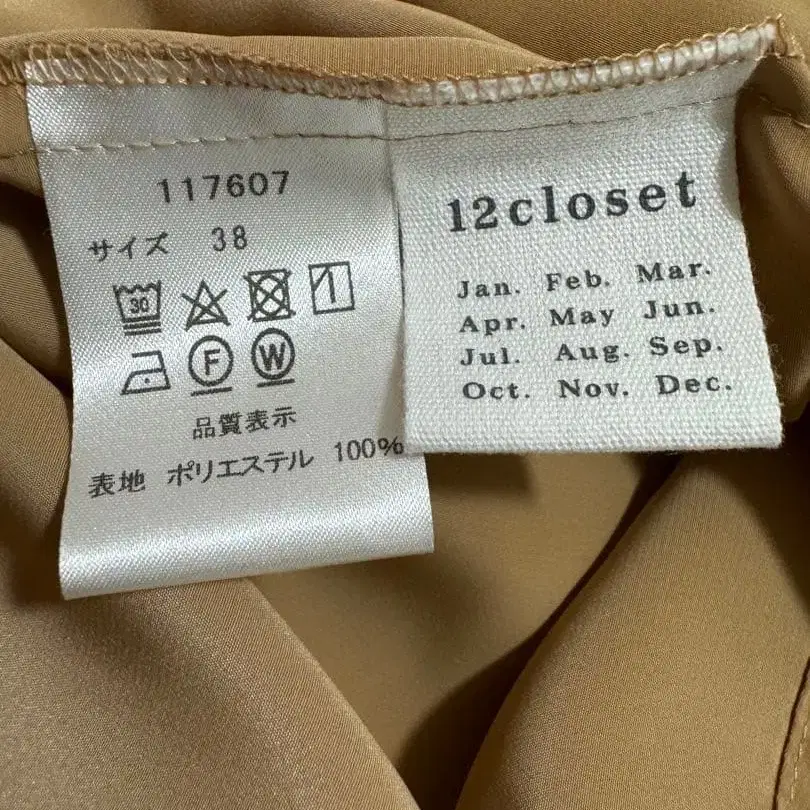 117607
サイズ 38
30
F W
品質表示
表地 ポリエステル 100%
12closet
Jan. Feb. Mar.
Apr. May Jun.
Jul. Aug. Sep.
Oct. Nov. Dec.